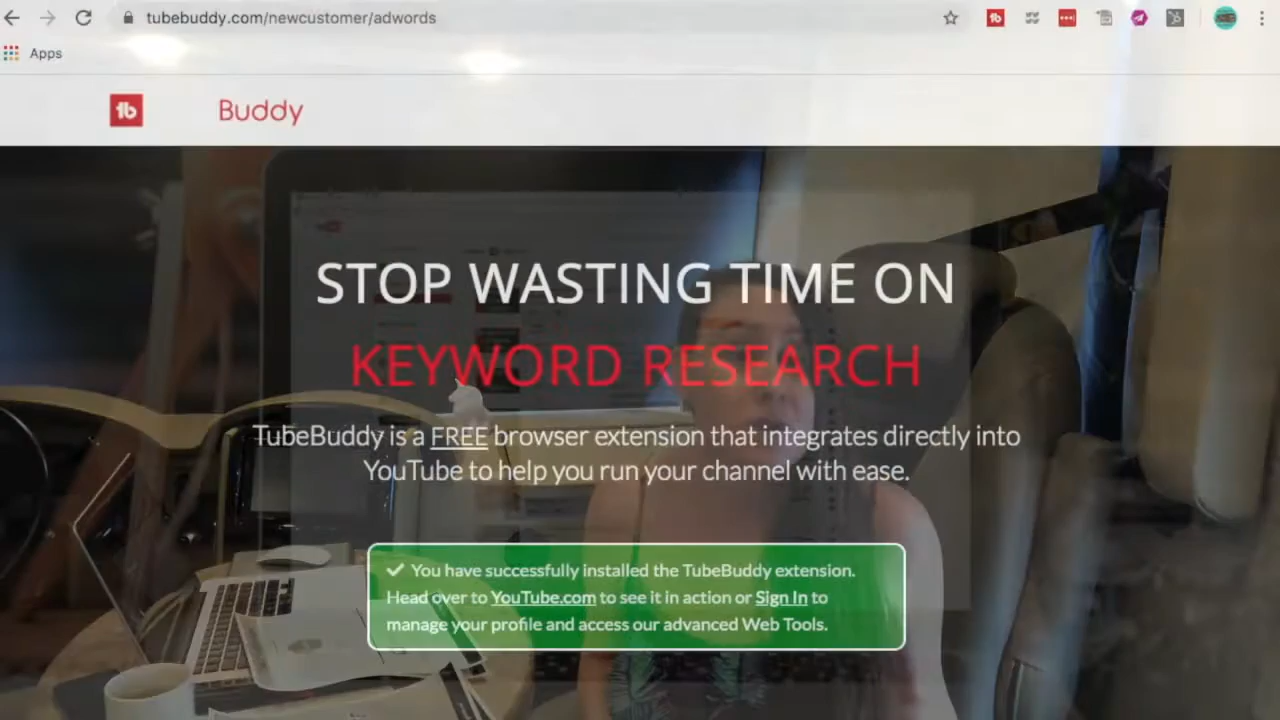 tubebuddy.com/newcustomer/adwords
Apps
tb
Buddy
STOP WASTING TIME ON
KEYWORD RESEARCH
TubeBuddy is a FREE browser extension that integrates directly into
YouTube to help you run your channel with ease.
✓ You have successfully installed the TubeBuddy extension.
Head over to YouTube.com to see it in action or Sign In to
manage your profile and access our advanced Web Tools.